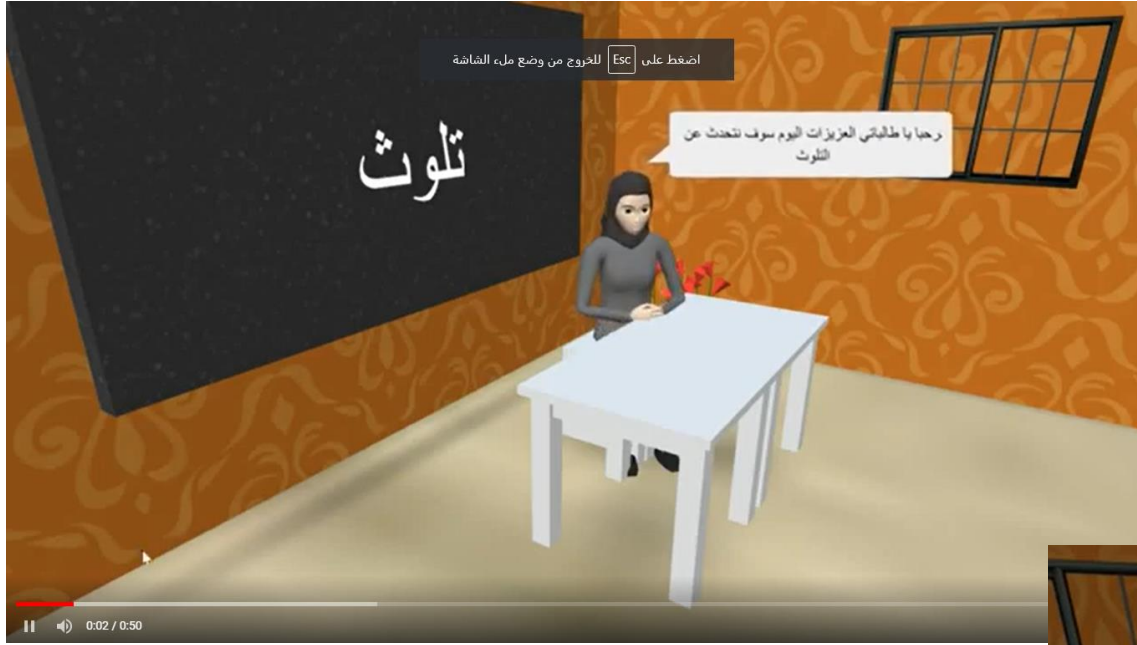 اضغط على Esc للخروج من وضع ملء الشاشة
تلوث
رحبا يا طالباتي العزيزات اليوم سوف نتحدث عن
التلوث
0:02 / 0:50